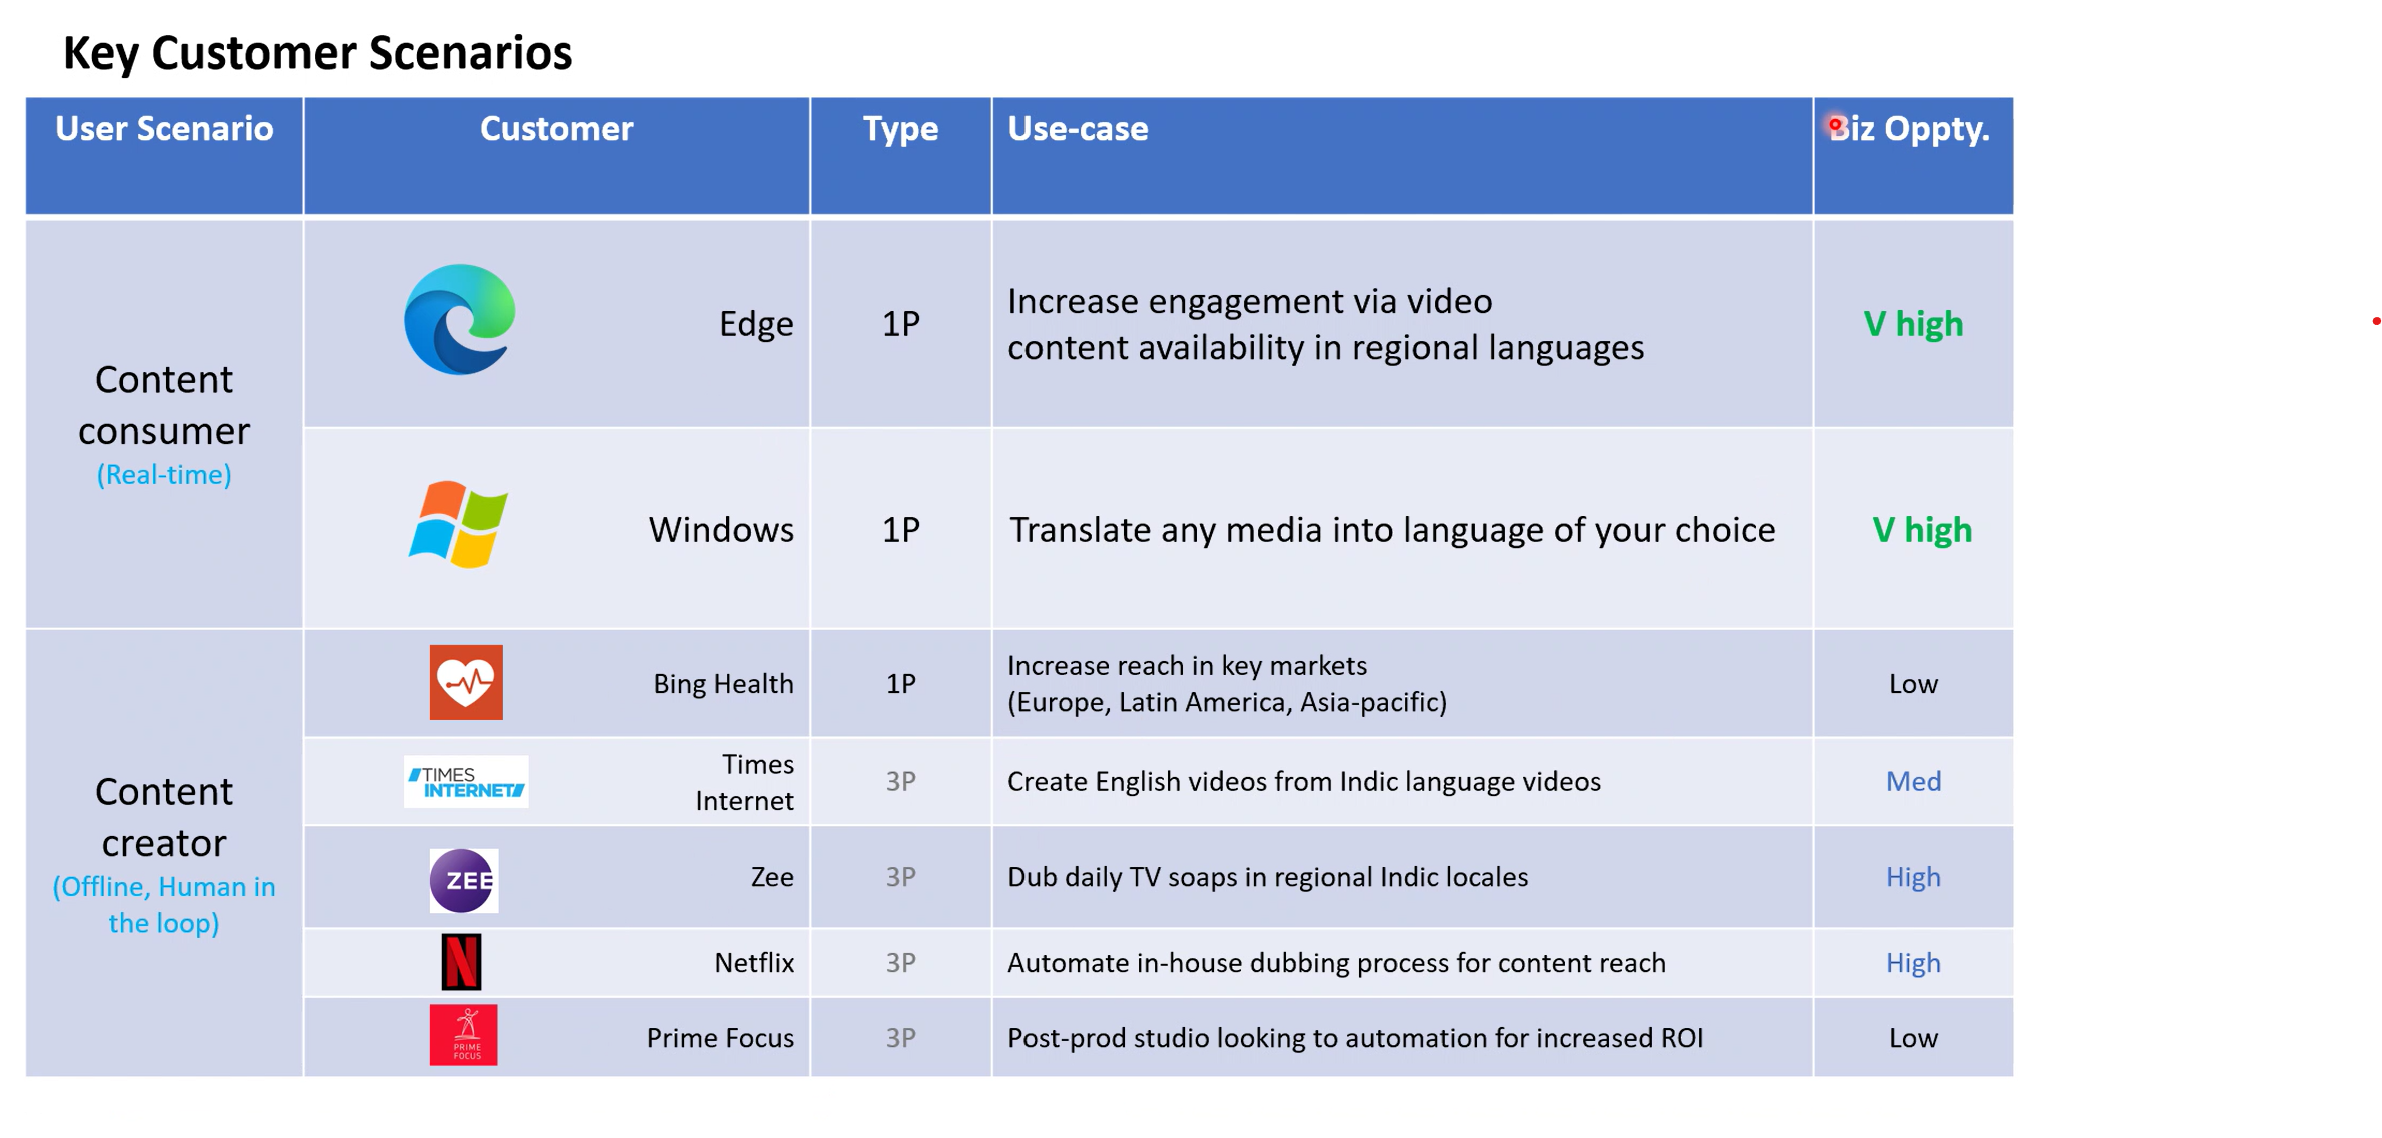 Key Customer Scenarios
User Scenario
Customer
Type
Use-case
Biz Oppty.
Content
consumer
(Real-time)
Edge
1P
Increase engagement via video
content availability in regional languages
V high
Windows
1P
Translate any media into language of your choice
V high
Content
creator
(Offline, Human in
the loop)
Bing Health
1P
Increase reach in key markets
(Europe, Latin America, Asia-pacific)
Low
TIMES
INTERNET
Times
Internet
3P
Create English videos from Indic language videos
Med
ZEE
Zee
3P
Dub daily TV soaps in regional Indic locales
High
N
Netflix
3P
Automate in-house dubbing process for content reach
High
PRIME
FOCUS
Prime Focus
3P
Post-prod studio looking to automation for increased ROI
Low